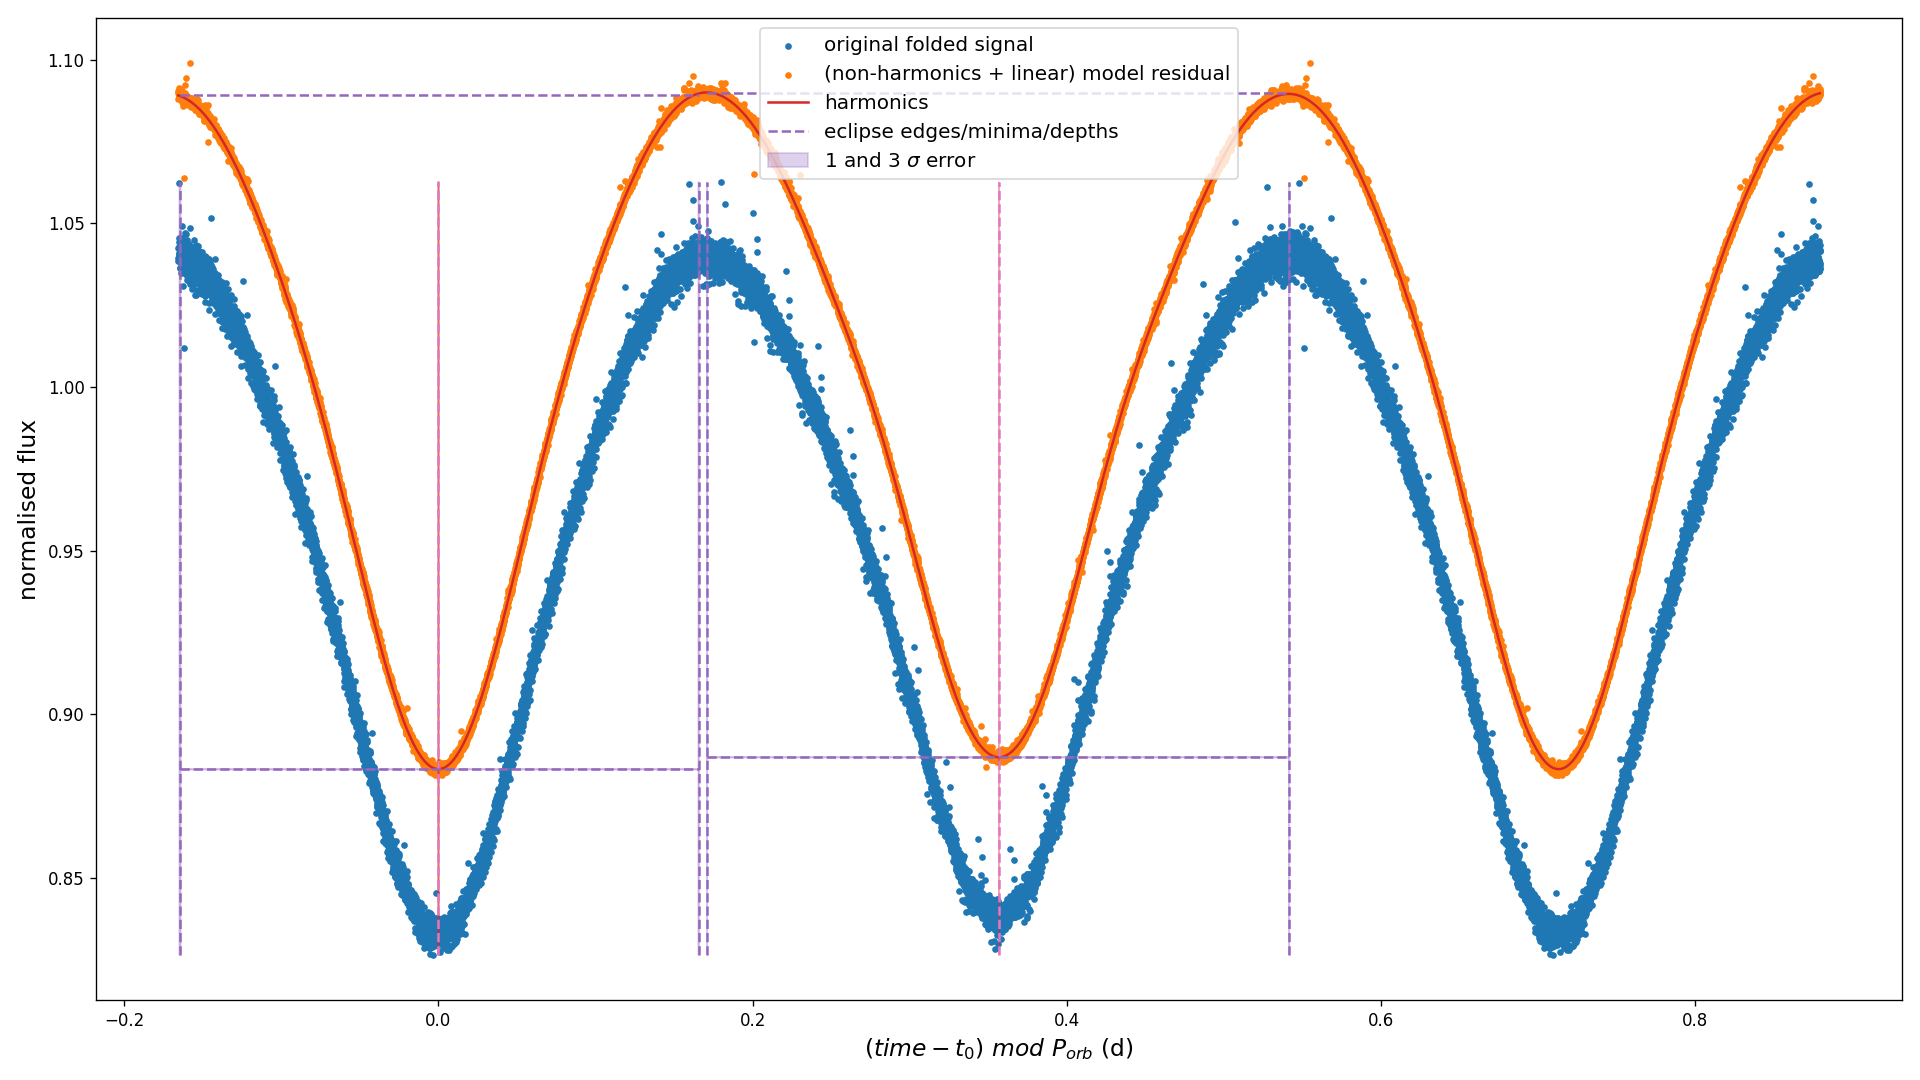 original folded signal
(non-harmonics + linear) model residual
harmonics
eclipse edges/minima/depths
1 and 3 σ error
normalised flux
1.10
1.05
1.00
0.95
0.90
0.85
−0.2
0.0
0.2
0.4
0.6
0.8
(time − t₀) mod Pₒᵣb (d)